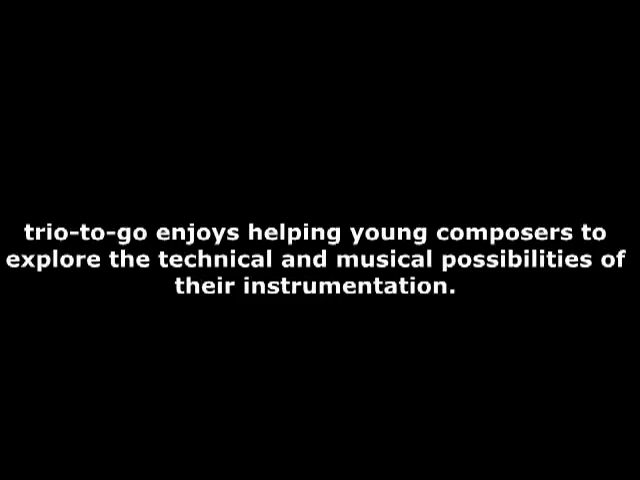 trio-to-go enjoys helping young composers to
explore the technical and musical possibilities of
their instrumentation.